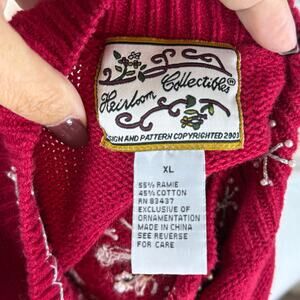 Heirloom Collectibles®
SIGN AND PATTERN COPYRIGHTED 2003
XL
55% RAMIE
45% COTTON
RN 83437
EXCLUSIVE OF
ORNAMENTATION
MADE IN CHINA
SEE REVERSE
FOR CARE